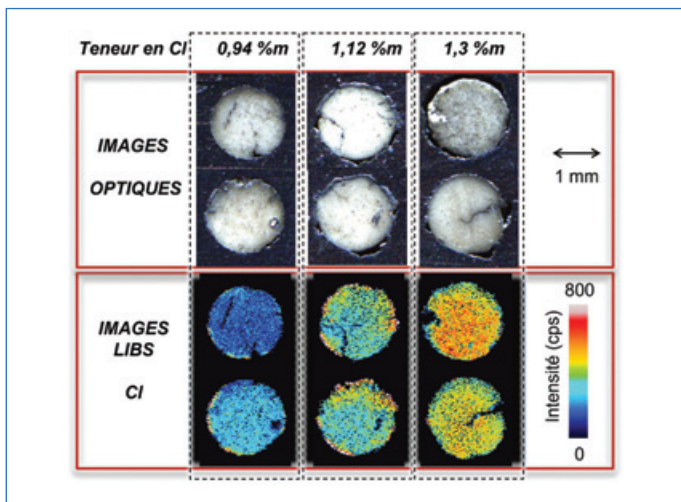 Teneur en Cl 0,94 %m 1,12 %m 1,3 %m
IMAGES
OPTIQUES
1 mm
IMAGES
LIBS
Cl
800
Intensité (cps)
0